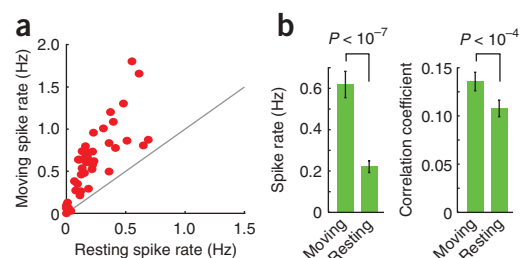 a
Moving spike rate (Hz)
2.0
1.5
1.0
0.5
0
0
0.5
1.0
1.5
Resting spike rate (Hz)
b
P < 10⁻⁷
Spike rate (Hz)
0.6
0.4
0.2
0
Moving
Resting
P < 10⁻⁴
Correlation coefficient
0.15
0.10
0.05
0
Moving
Resting